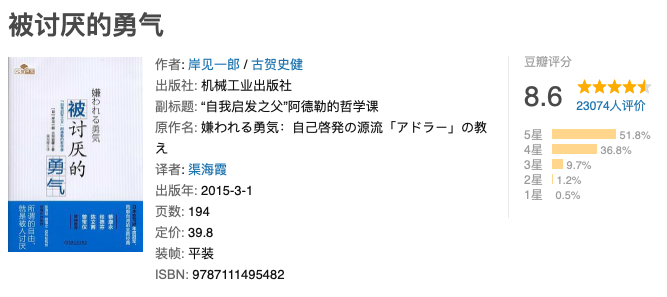 被讨厌的勇气
作者: 岸见一郎 / 古贺史健
出版社: 机械工业出版社
副标题: “自我启发之父”阿德勒的哲学课
原作名: 嫌われる勇気：自己啓発の源流「アドラー」の教
え
译者: 渠海霞
出版年: 2015-3-1
页数: 194
定价: 39.8
装帧: 平装
ISBN: 9787111495482
豆瓣评分
8.6
23074人评价
5星 51.8%
4星 36.8%
3星 9.7%
2星 1.2%
1星 0.5%
嫌われる勇気
被讨厌的
勇气
所谓的自由，
就是被人讨厌